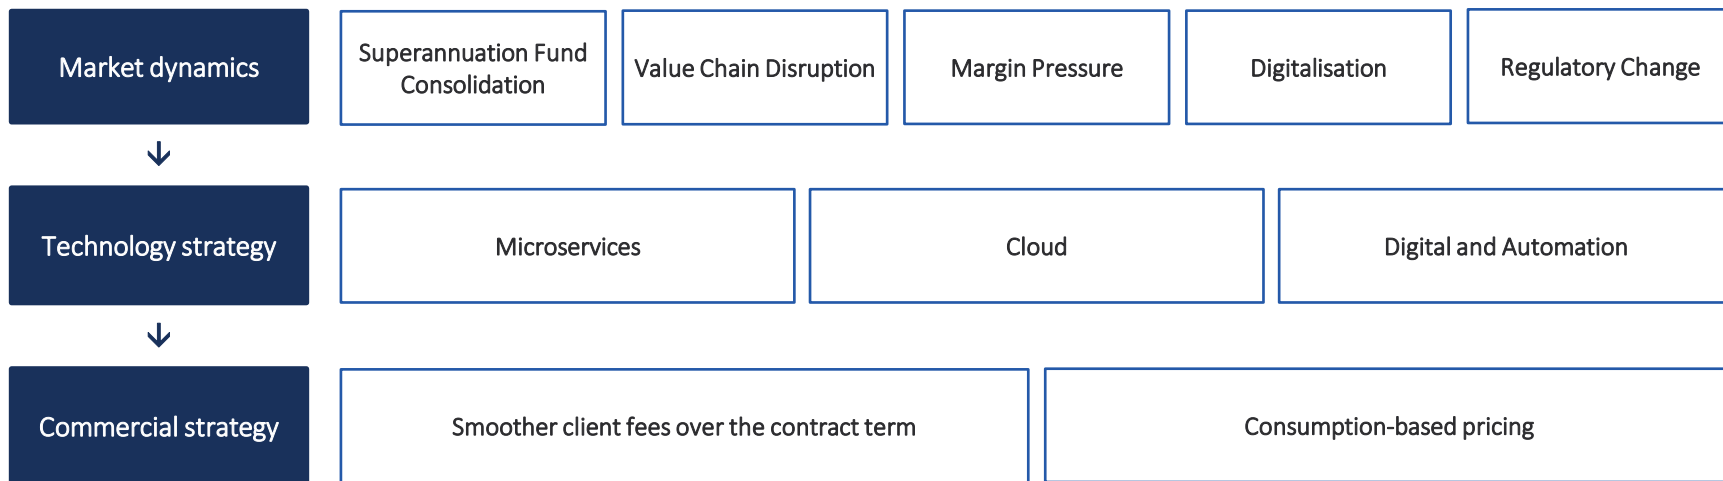 Market dynamics
Superannuation Fund
Consolidation
Value Chain Disruption
Margin Pressure
Digitalisation
Regulatory Change
Technology strategy
Microservices
Cloud
Digital and Automation
Commercial strategy
Smoother client fees over the contract term
Consumption-based pricing